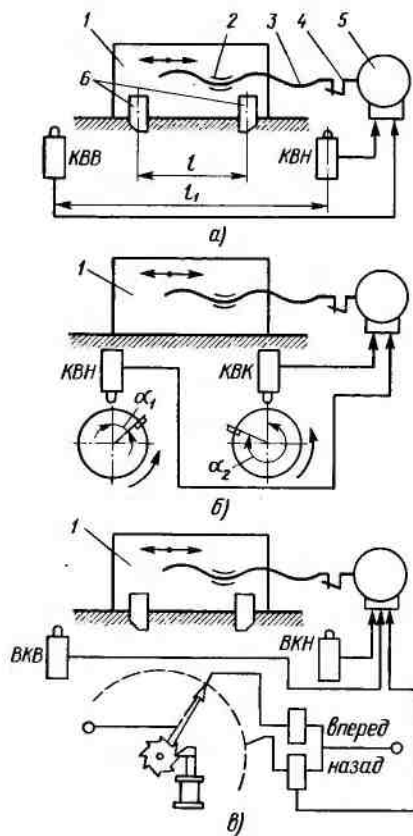 1 2 3 4 5
6
КВВ l КВН
l₁
а)
1
КВН КВК
α₁
α₂
б)
1
ВКВ ВКН
вперед
назад
в)